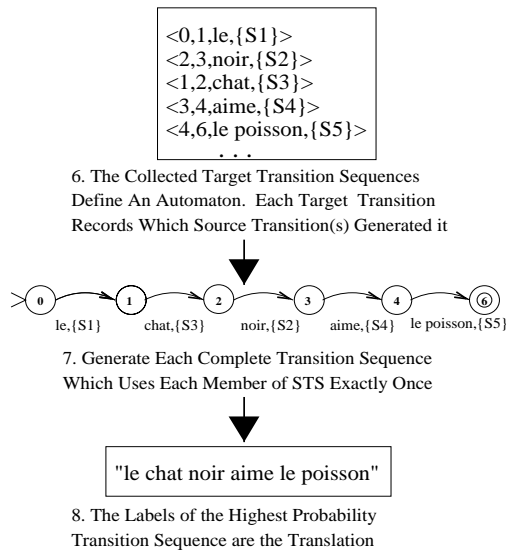 <0,1,le,{S1}>
<2,3,noir,{S2}>
<1,2,chat,{S3}>
<3,4,aime,{S4}>
<4,6,le poisson,{S5}>
. . .
6. The Collected Target Transition Sequences
Define An Automaton. Each Target Transition
Records Which Source Transition(s) Generated it
0 1 2 3 4 6
le,{S1} chat,{S3} noir,{S2} aime,{S4} le poisson,{S5}
7. Generate Each Complete Transition Sequence
Which Uses Each Member of STS Exactly Once
"le chat noir aime le poisson"
8. The Labels of the Highest Probability
Transition Sequence are the Translation